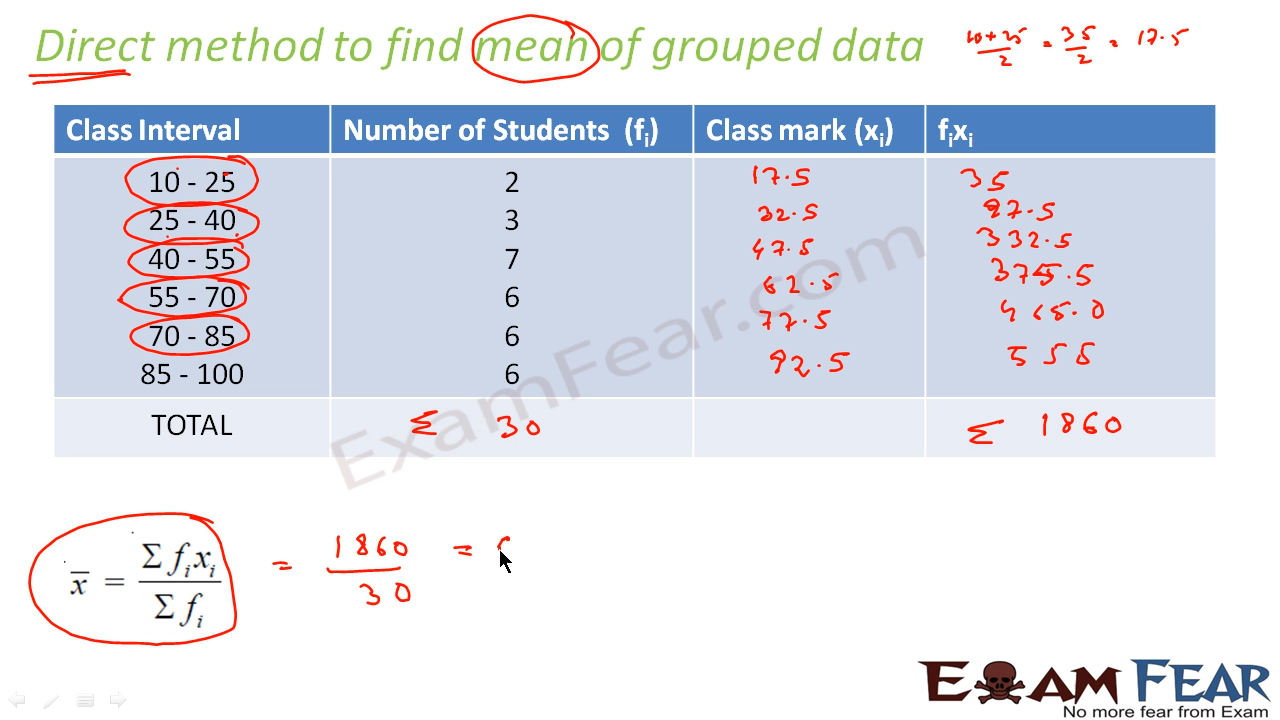 Direct method to find mean of grouped data
10+25/2 = 35/2 = 17.5
Class Interval Number of Students (fi) Class mark (xi) fixi
10 - 25 2 17.5 35
25 - 40 3 32.5 97.5
40 - 55 7 47.5 332.5
55 - 70 6 62.5 375.5
70 - 85 6 77.5 465.0
85 - 100 6 92.5 555
TOTAL Σ 30 Σ 1860
ExamFear.com
x̄ = Σ fixi / Σ fi = 1860/30 =
EXAM FEAR
No more fear from Exam